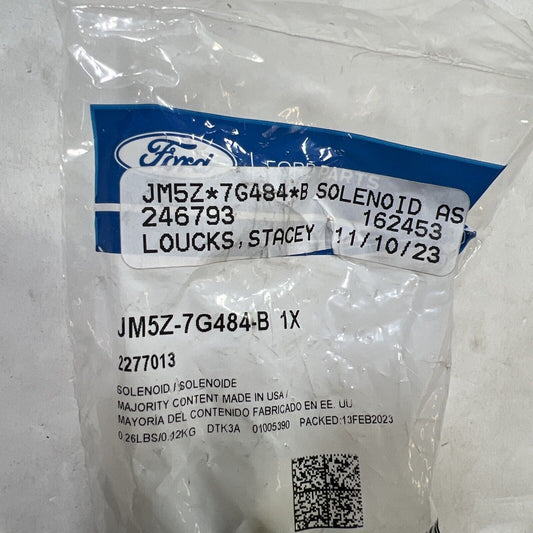 Ford
FORD PARTS
JM5Z*7G484*B SOLENOID AS
246793 162453
LOUCKS, STACEY 11/10/23
JM5Z-7G484-B 1X
2277013
SOLENOID / SOLENOIDE
MAJORITY CONTENT MADE IN USA /
MAYORÍA DEL CONTENIDO FABRICADO EN EE. UU
0.26LBS/0.12KG DTK3A 01005390 PACKED:13FEB2023